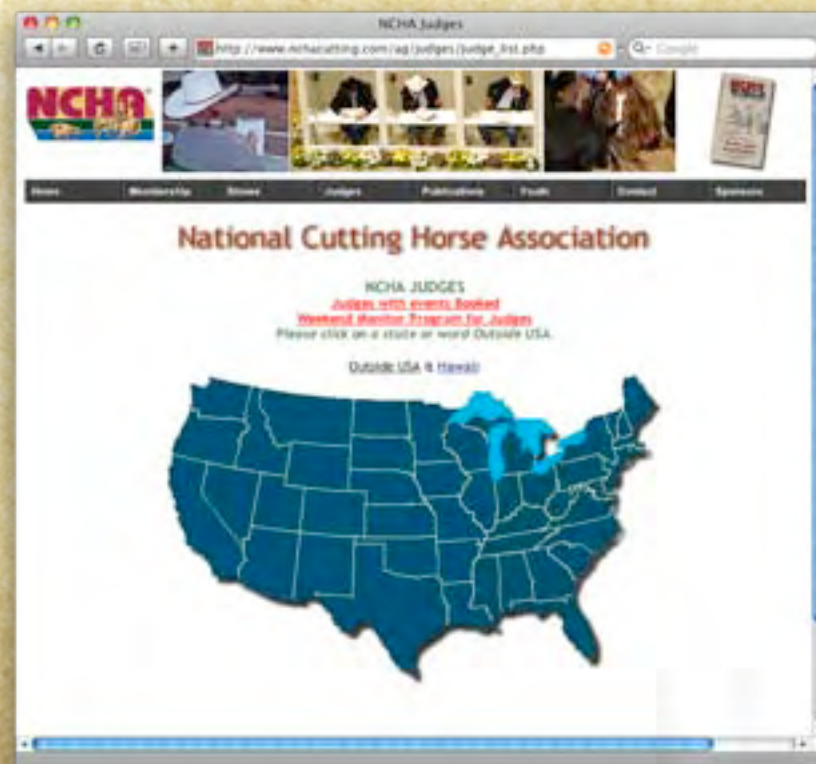 NCHA Judges
http://www.nchacutting.com/ag/judges/judge_list.php
Google
NCHA
Home Membership Shows Judges Publications Youth Contact Sponsors
National Cutting Horse Association
NCHA JUDGES
Judges with events Booked
Weekend Monitor Program for Judges
Please click on a state or word Outside USA.
Outside USA & Hawaii